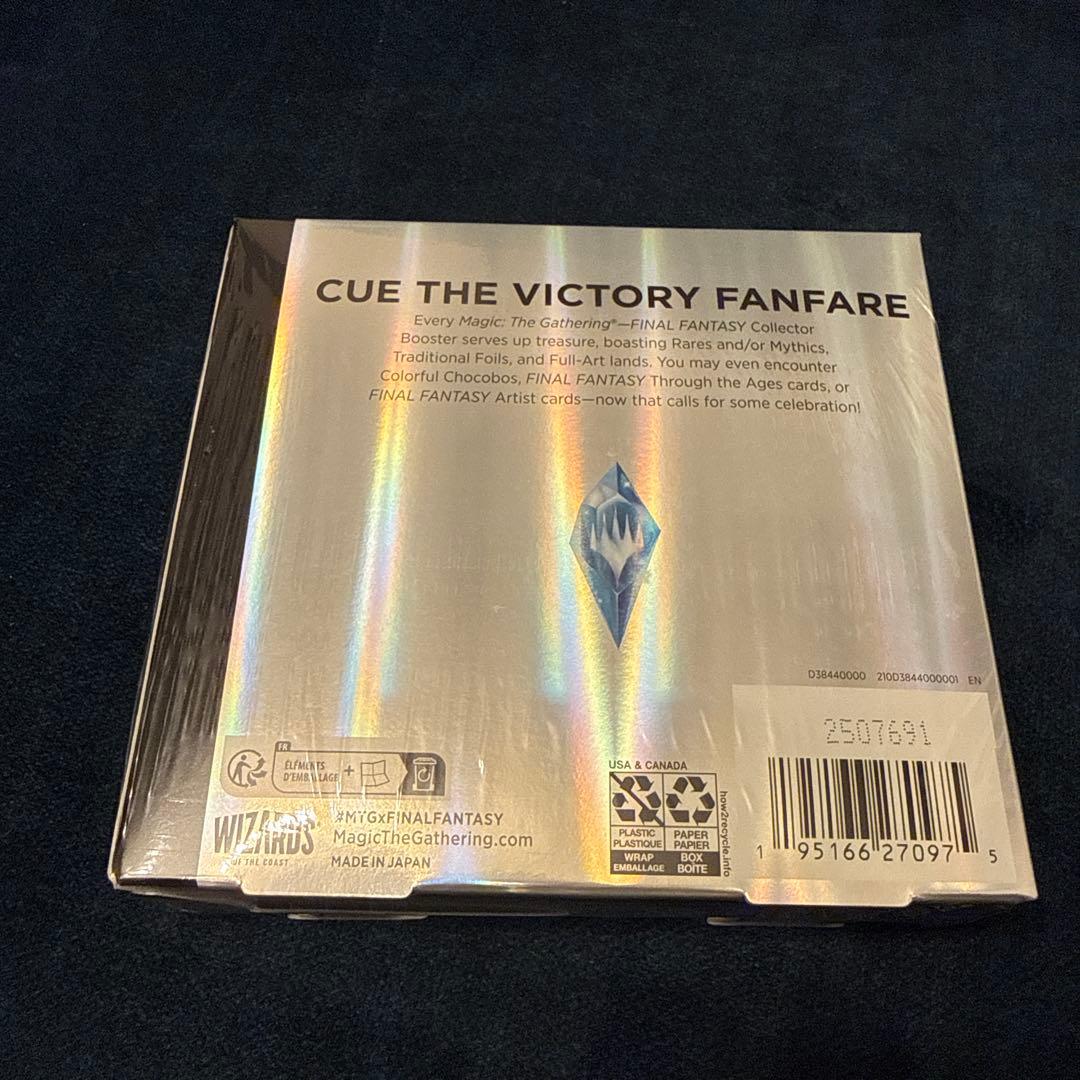 CUE THE VICTORY FANFARE
Every Magic: The Gathering®—FINAL FANTASY Collector
Booster serves up treasure, boasting Rares and/or Mythics,
Traditional Foils, and Full-Art lands. You may even encounter
Colorful Chocobos, FINAL FANTASY Through the Ages cards, or
FINAL FANTASY Artist cards—now that calls for some celebration!
D38440000 210D3844000001 EN
2507691
FR
ÉLÉMENTS
D'EMBALLAGE
+
WIZARDS
OF THE COAST
#MTGxFINALFANTASY
MagicTheGathering.com
MADE IN JAPAN
USA & CANADA
PLASTIC
PLASTIQUE
WRAP
EMBALLAGE
PAPER
PAPIER
BOX
BOÎTE
how2recycle.info
1 95166 27097 5